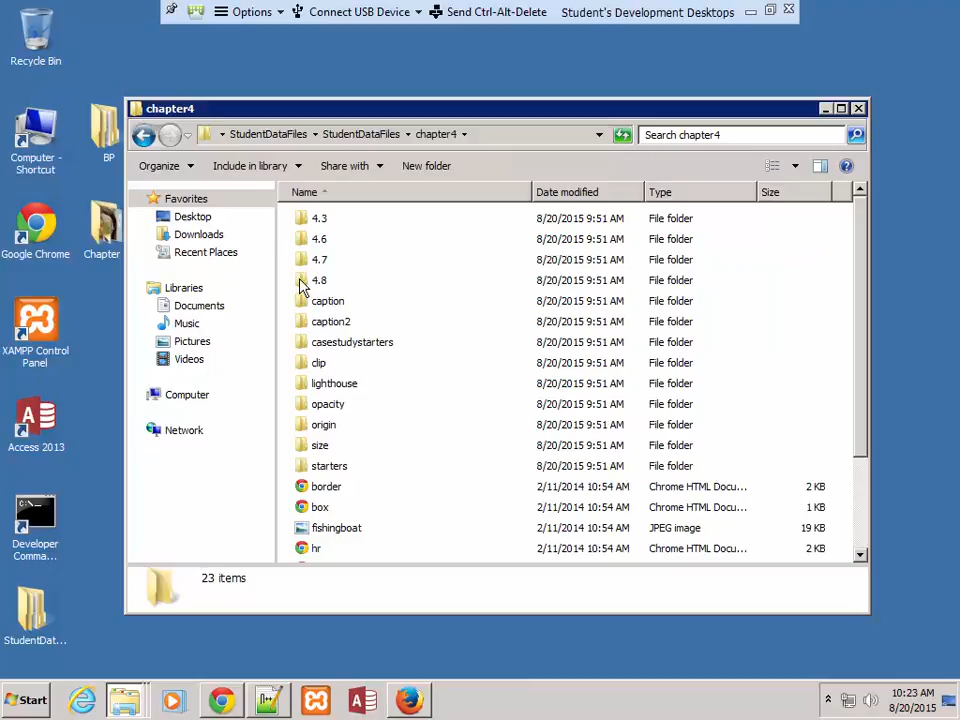 Options
Connect USB Device
Send Ctrl-Alt-Delete
Student's Development Desktops
Recycle Bin
Computer - Shortcut
BP
Google Chrome
Chapter
XAMPP Control Panel
Access 2013
Developer Comma...
StudentDat...
chapter4
StudentDataFiles
StudentDataFiles
chapter4
Search chapter4
Organize
Include in library
Share with
New folder
Favorites
Desktop
Downloads
Recent Places
Libraries
Documents
Music
Pictures
Videos
Computer
Network
Name Date modified Type Size
4.3 8/20/2015 9:51 AM File folder
4.6 8/20/2015 9:51 AM File folder
4.7 8/20/2015 9:51 AM File folder
4.8 8/20/2015 9:51 AM File folder
caption 8/20/2015 9:51 AM File folder
caption2 8/20/2015 9:51 AM File folder
casestudystarters 8/20/2015 9:51 AM File folder
clip 8/20/2015 9:51 AM File folder
lighthouse 8/20/2015 9:51 AM File folder
opacity 8/20/2015 9:51 AM File folder
origin 8/20/2015 9:51 AM File folder
size 8/20/2015 9:51 AM File folder
starters 8/20/2015 9:51 AM File folder
border 2/11/2014 10:54 AM Chrome HTML Docu... 2 KB
box 2/11/2014 10:54 AM Chrome HTML Docu... 1 KB
fishingboat 2/11/2014 10:54 AM JPEG image 19 KB
hr 2/11/2014 10:54 AM Chrome HTML Docu... 2 KB
23 items
Start
10:23 AM
8/20/2015